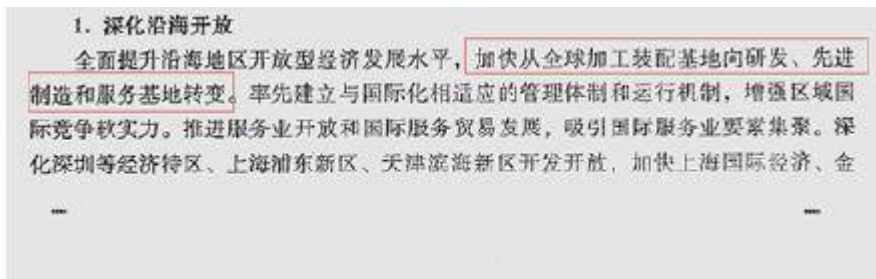 1. 深化沿海开放
全面提升沿海地区开放型经济发展水平，加快从全球加工装配基地向研发、先进
制造和服务基地转变。率先建立与国际化相适应的管理体制和运行机制，增强区域国
际竞争软实力。推进服务业开放和国际服务贸易发展，吸引国际服务业要素集聚。深
化深圳等经济特区、上海浦东新区、天津滨海新区开发开放，加快上海国际经济、金